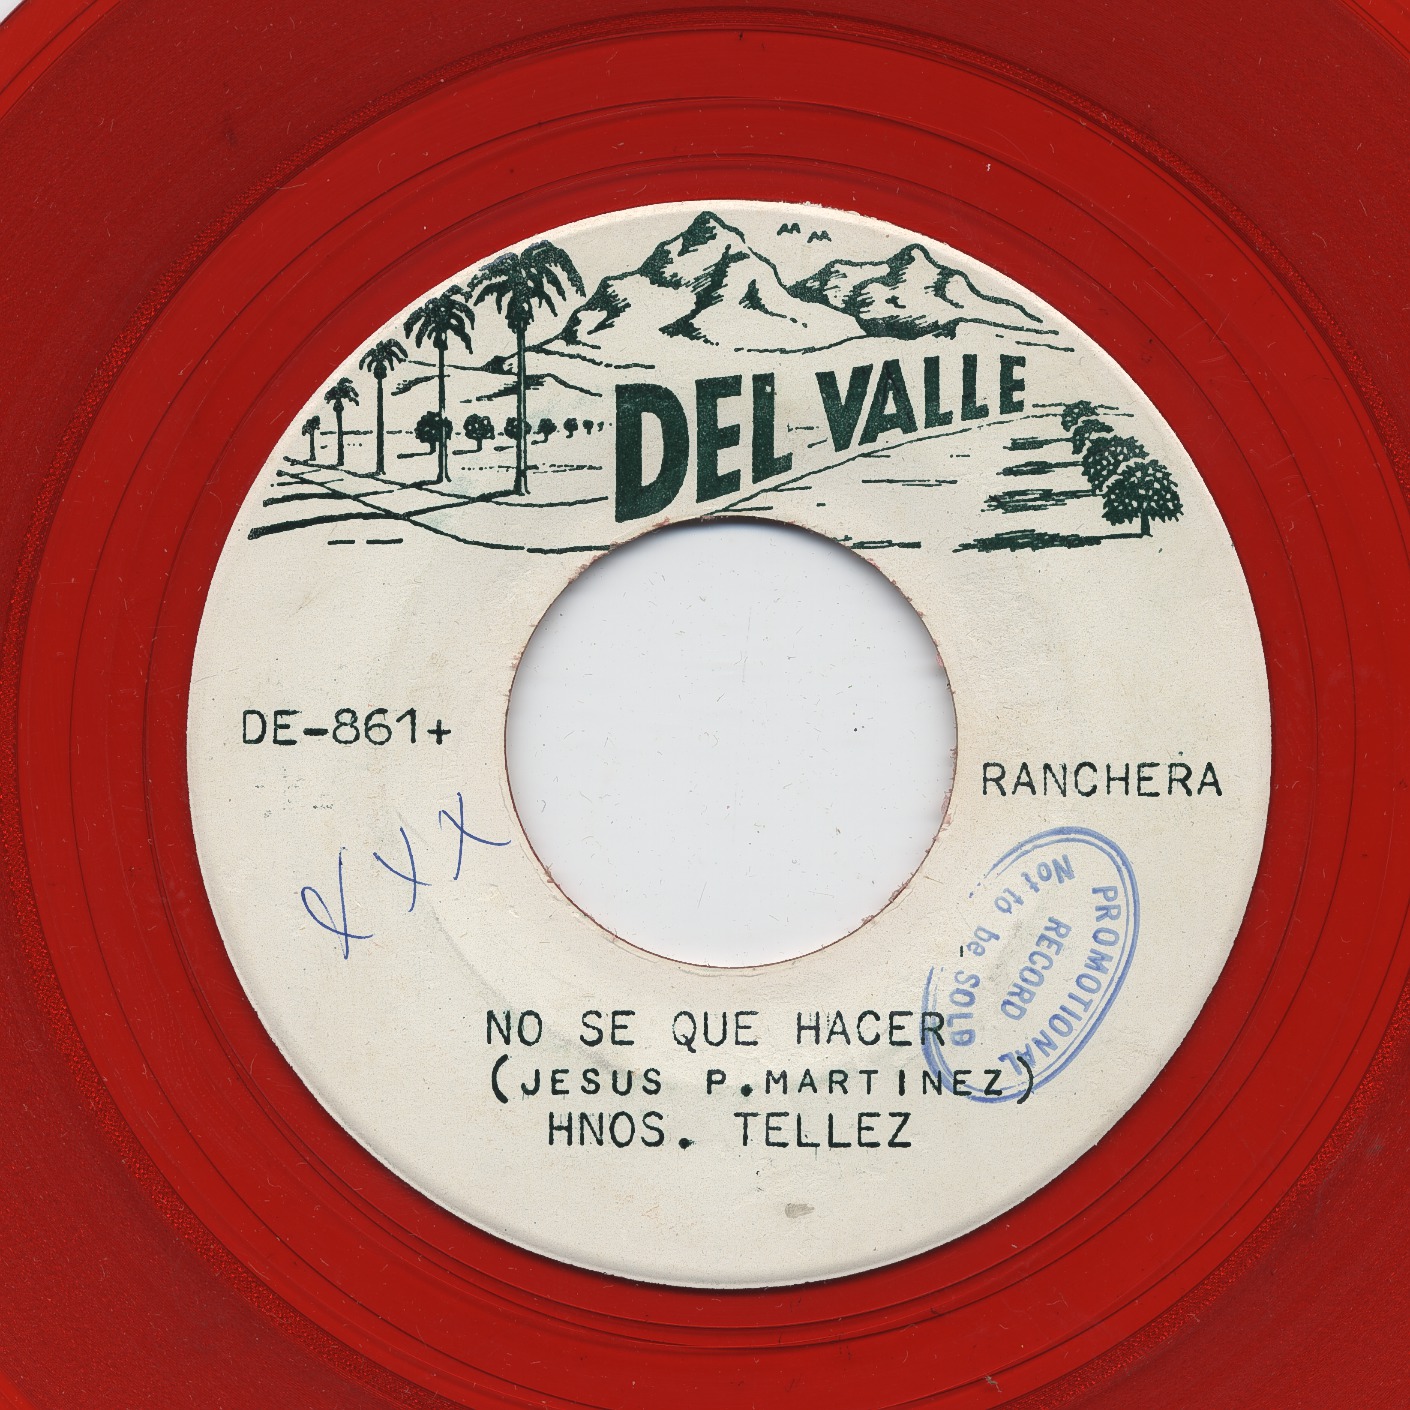 DEL VALLE
DE-861+
RANCHERA
XXX
PROMOTIONAL
RECORD
Not to be SOLD
NO SE QUE HACER
(JESUS P. MARTINEZ)
HNOS. TELLEZ